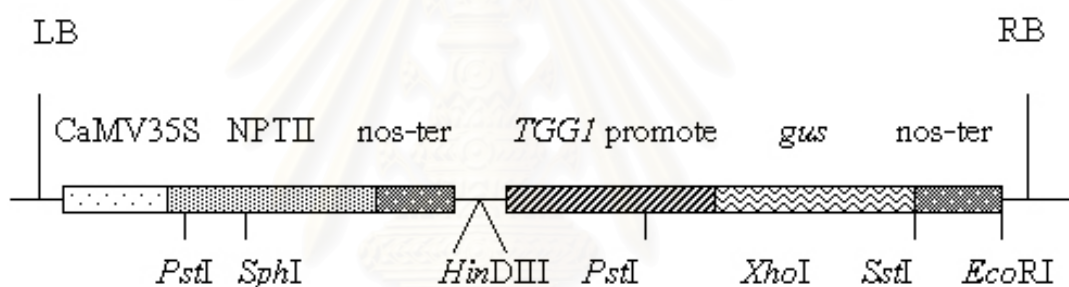 LB RB
CaMV35S NPTII nos-ter TGG1 promote gus nos-ter
PstI SphI HinDIII PstI XhoI SstI EcoRI